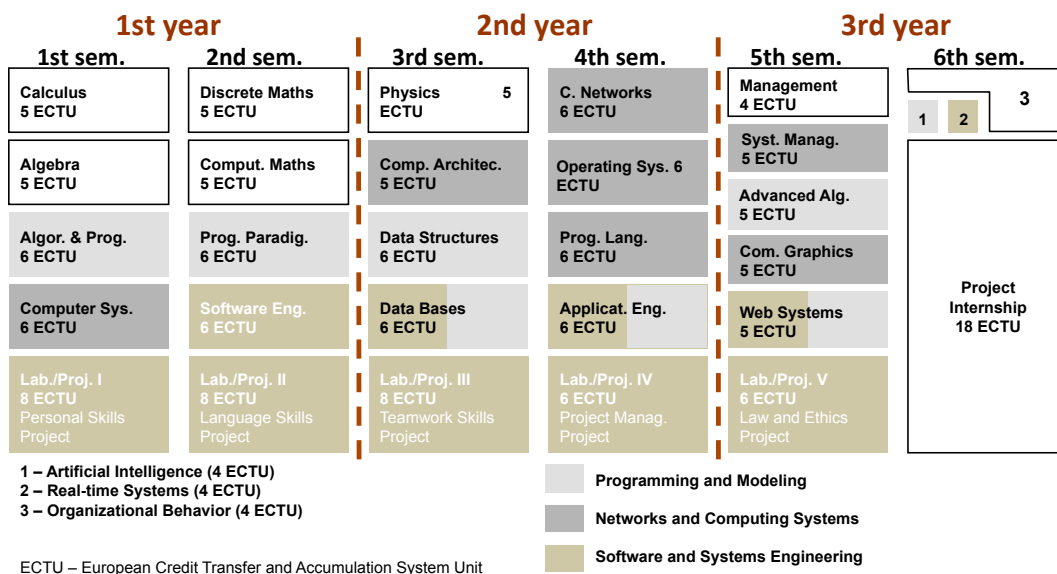 1st year
2nd year
3rd year
1st sem.
2nd sem.
3rd sem.
4th sem.
5th sem.
6th sem.
Calculus
5 ECTU
Algebra
5 ECTU
Algor. & Prog.
6 ECTU
Computer Sys.
6 ECTU
Lab./Proj. I
8 ECTU
Personal Skills
Project
Discrete Maths
5 ECTU
Comput. Maths
5 ECTU
Prog. Paradig.
6 ECTU
Software Eng.
6 ECTU
Lab./Proj. II
8 ECTU
Language Skills
Project
Physics 5
ECTU
Comp. Architec.
5 ECTU
Data Structures
6 ECTU
Data Bases
6 ECTU
Lab./Proj. III
8 ECTU
Teamwork Skills
Project
C. Networks
6 ECTU
Operating Sys. 6
ECTU
Prog. Lang.
6 ECTU
Applicat. Eng.
6 ECTU
Lab./Proj. IV
6 ECTU
Project Manag.
Project
Management
4 ECTU
Syst. Manag.
5 ECTU
Advanced Alg.
5 ECTU
Com. Graphics
5 ECTU
Web Systems
5 ECTU
Lab./Proj. V
6 ECTU
Law and Ethics
Project
1
2
3
Project
Internship
18 ECTU
1 – Artificial Intelligence (4 ECTU)
2 – Real-time Systems (4 ECTU)
3 – Organizational Behavior (4 ECTU)
Programming and Modeling
Networks and Computing Systems
Software and Systems Engineering
ECTU – European Credit Transfer and Accumulation System Unit